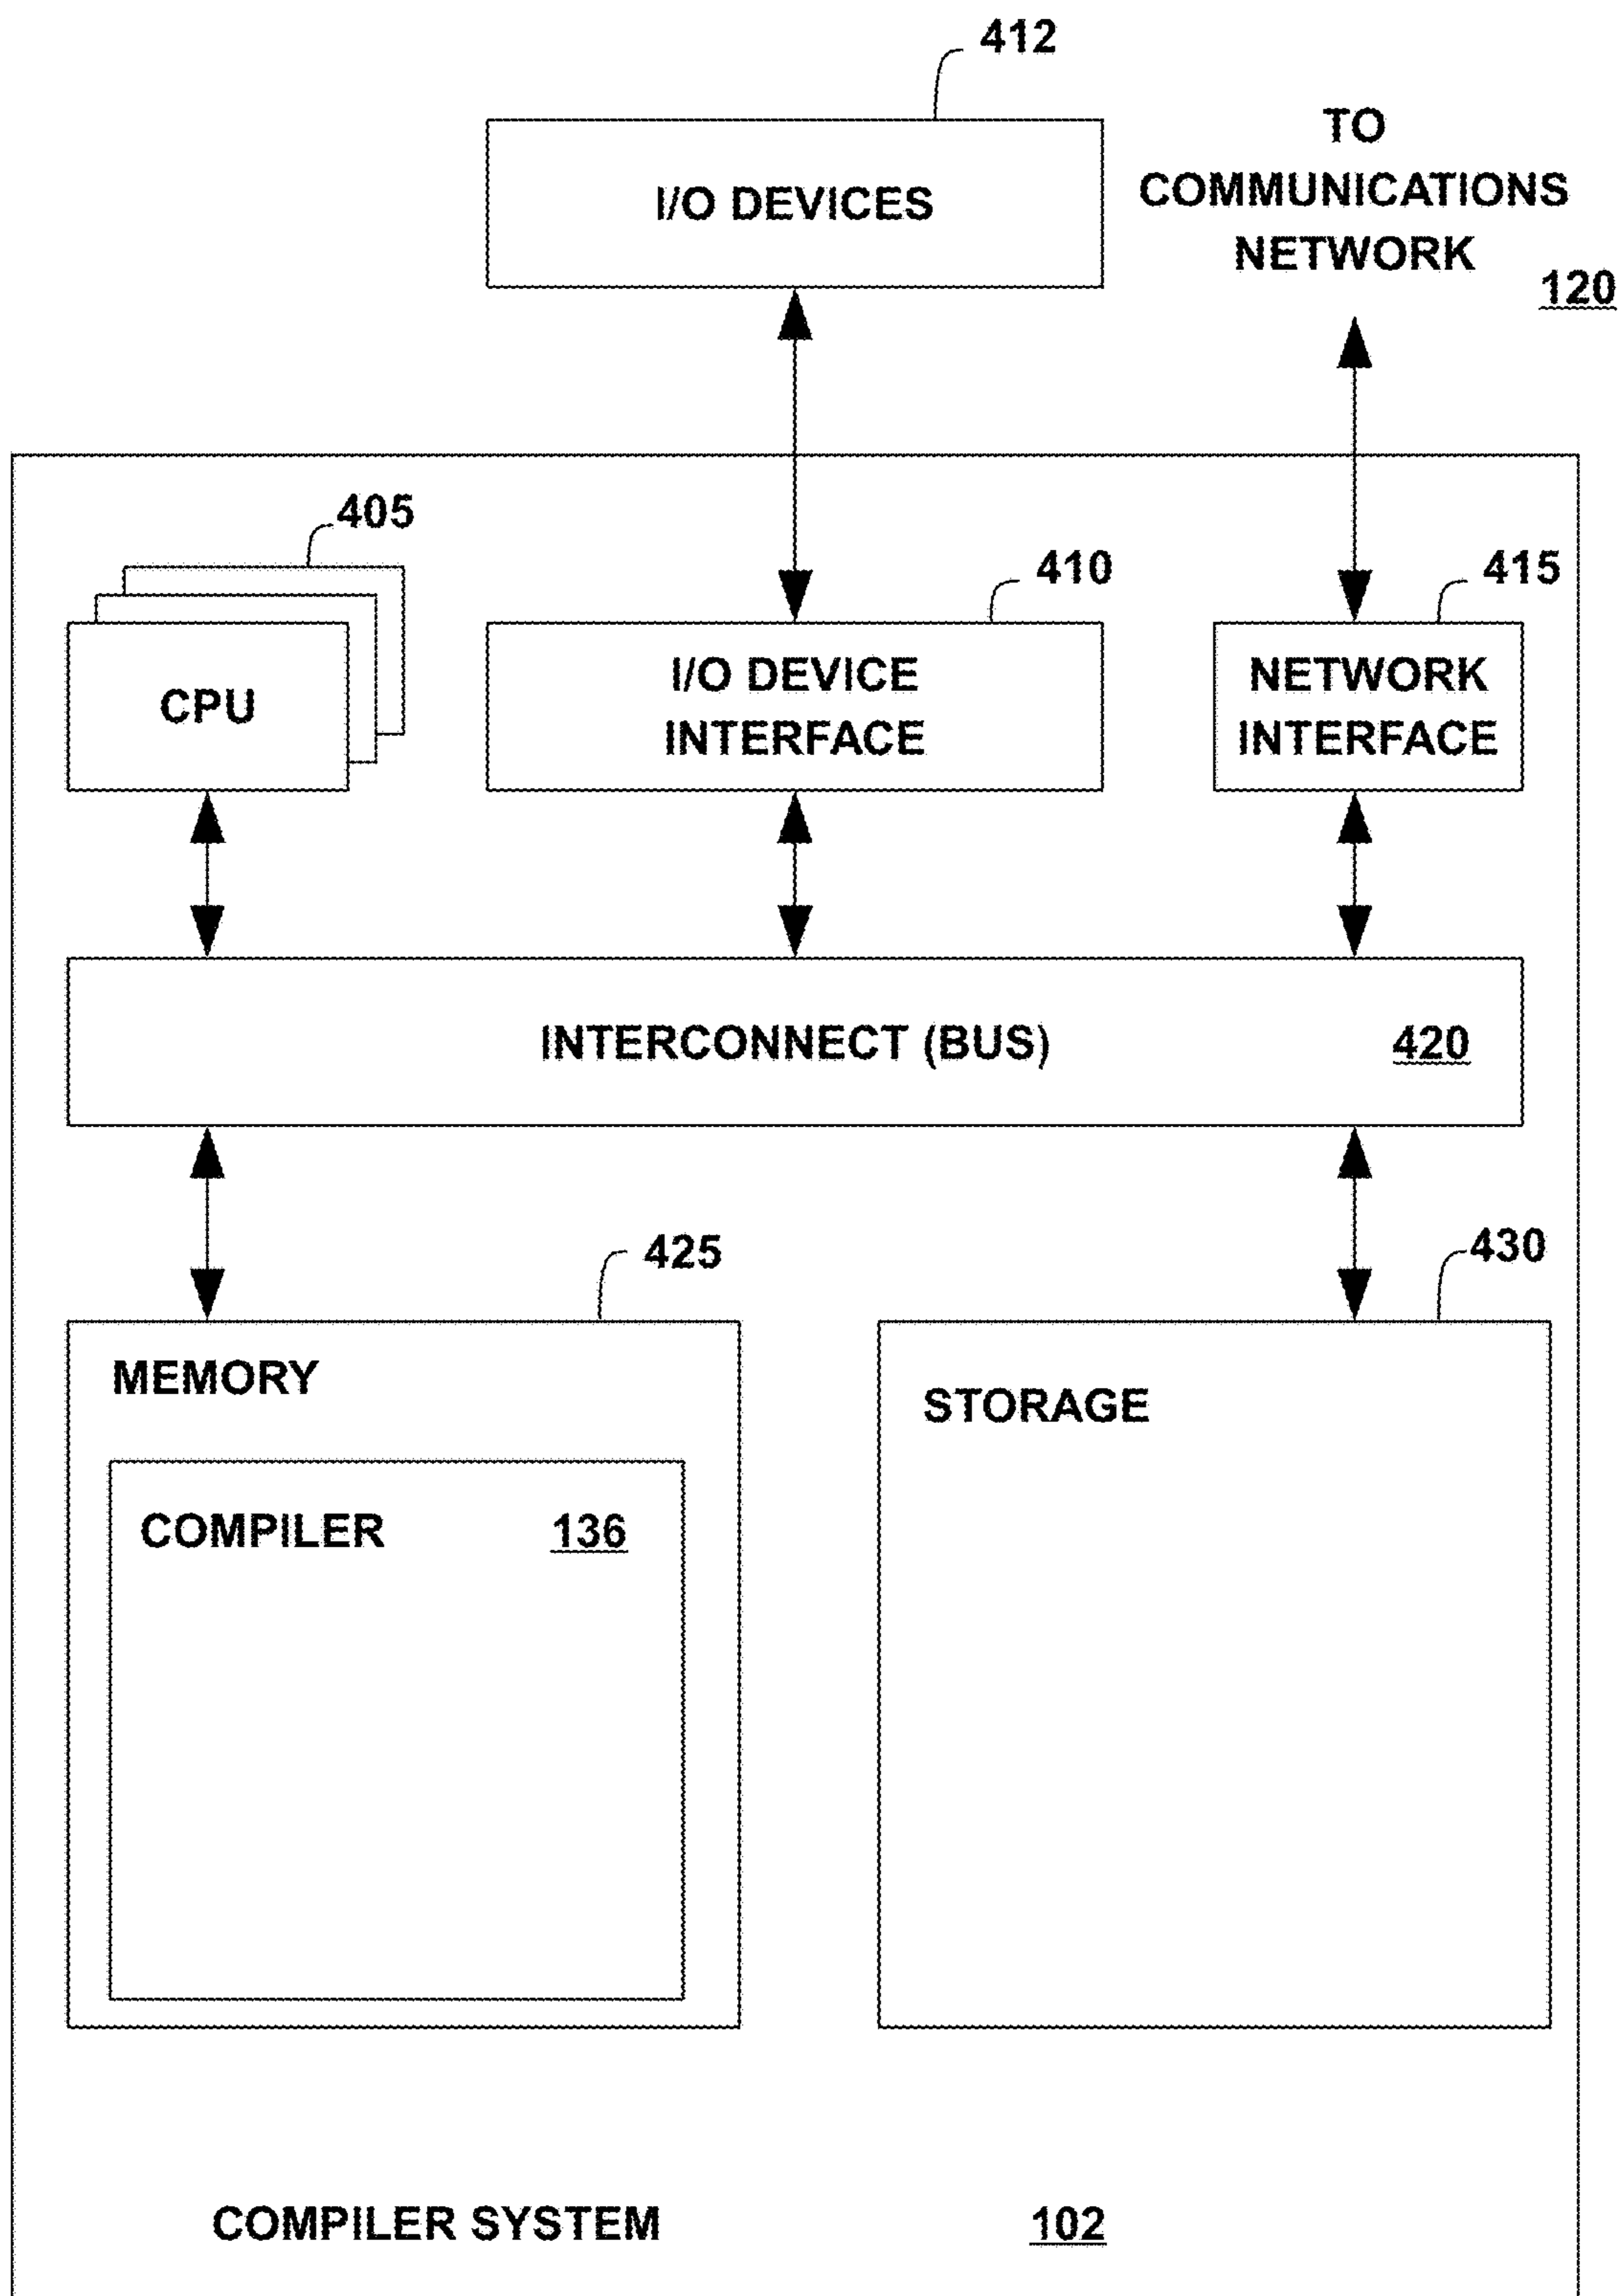 412
I/O DEVICES
TO
COMMUNICATIONS
NETWORK
120
405
410
415
CPU
I/O DEVICE
INTERFACE
NETWORK
INTERFACE
INTERCONNECT (BUS) 420
425
430
MEMORY
STORAGE
COMPILER 136
COMPILER SYSTEM 102